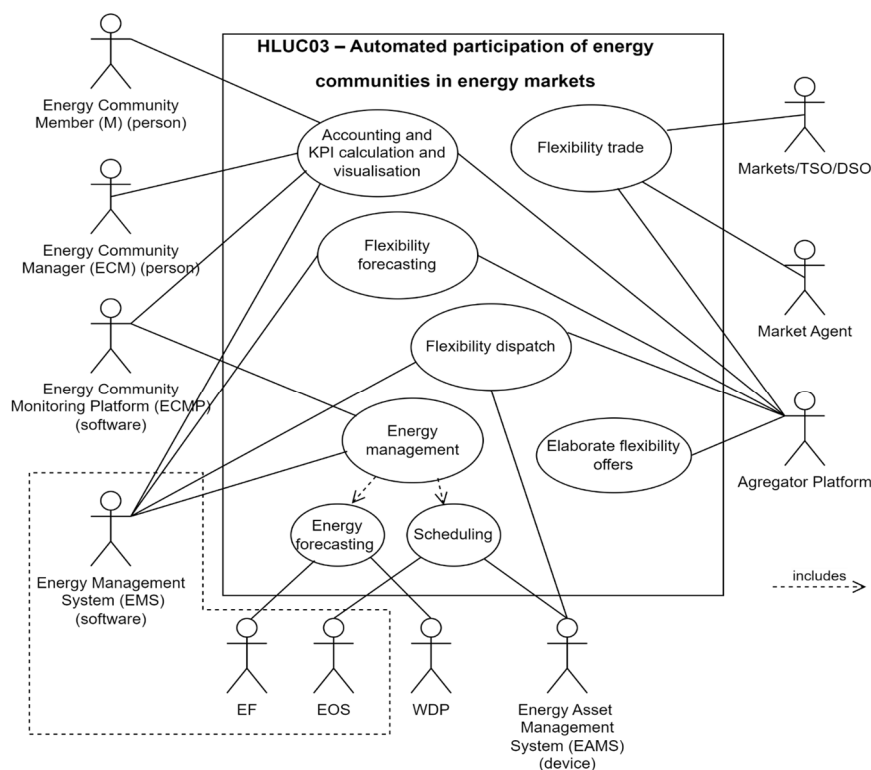 HLUC03 – Automated participation of energy
communities in energy markets
Energy Community
Member (M) (person)
Accounting and
KPI calculation and
visualisation
Flexibility trade
Markets/TSO/DSO
Energy Community
Manager (ECM) (person)
Flexibility
forecasting
Market Agent
Flexibility dispatch
Energy Community
Monitoring Platform (ECMP)
(software)
Energy
management
Elaborate flexibility
offers
Agregator Platform
Energy
forecasting
Scheduling
Energy Management
System (EMS)
(software)
includes
EF
EOS
WDP
Energy Asset
Management
System (EAMS)
(device)